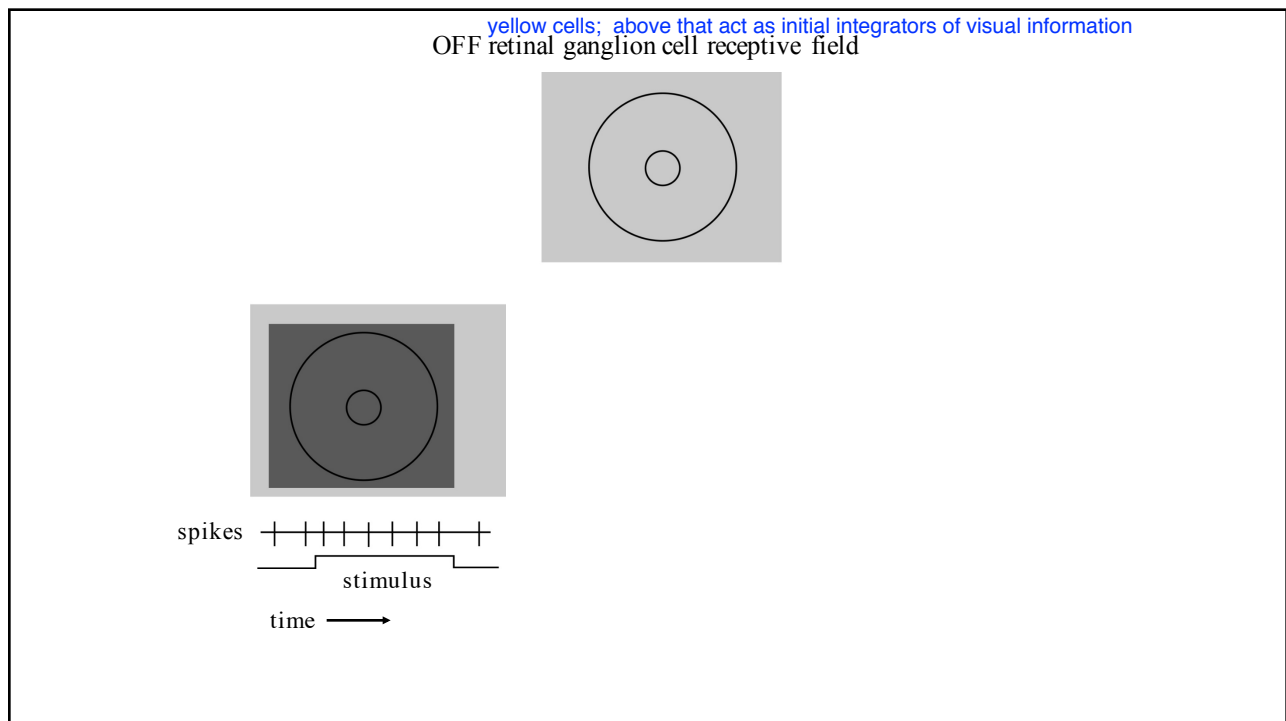 yellow cells; above that act as initial integrators of visual information
OFF retinal ganglion cell receptive field
spikes
stimulus
time